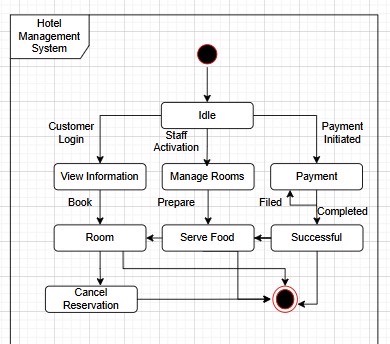 Hotel
Management
System
Idle
Customer
Login
Staff
Activation
Payment
Initiated
View Information
Manage Rooms
Payment
Book
Prepare
Filed
Completed
Room
Serve Food
Successful
Cancel
Reservation